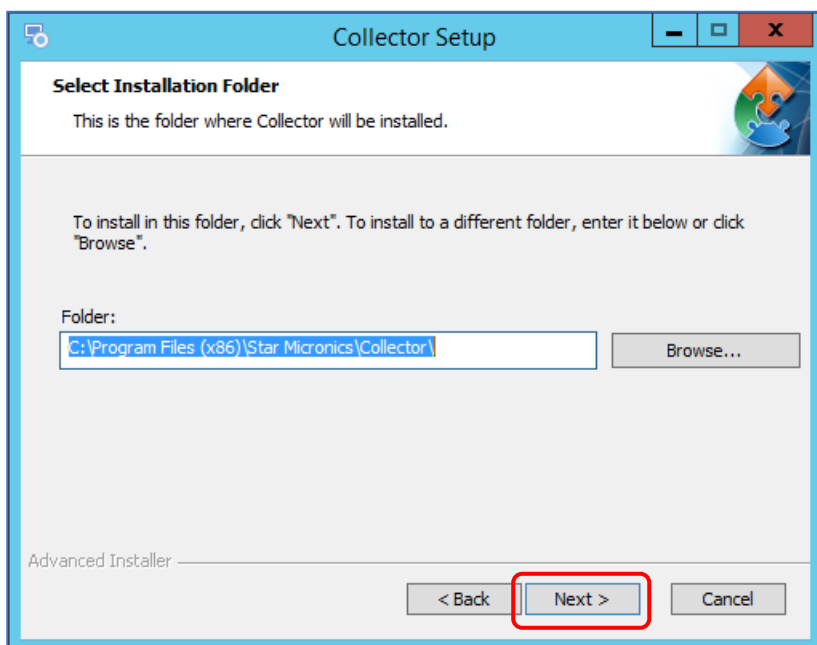 Collector Setup
Select Installation Folder
This is the folder where Collector will be installed.
To install in this folder, click "Next". To install to a different folder, enter it below or click
"Browse".
Folder:
C:\Program Files (x86)\Star Micronics\Collector\
Browse...
Advanced Installer
< Back
Next >
Cancel